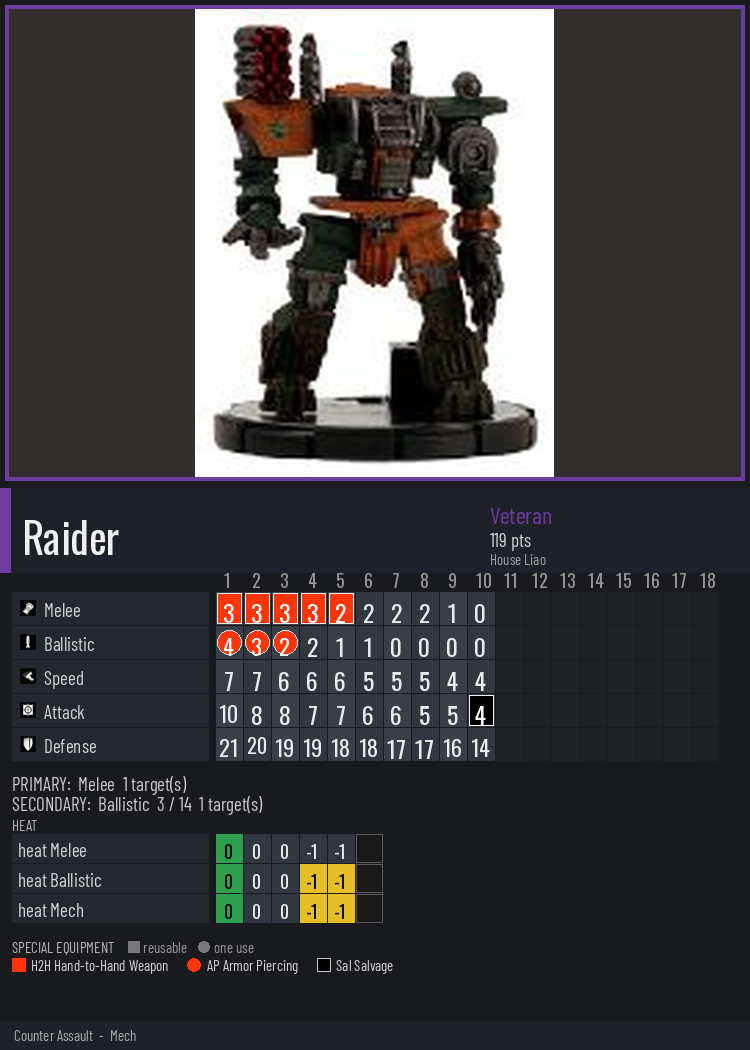 Raider
Veteran
119 pts
House Liao
1 2 3 4 5 6 7 8 9 10 11 12 13 14 15 16 17 18
Melee 3 3 3 3 2 2 2 2 1 0
Ballistic 4 3 2 2 1 1 0 0 0 0
Speed 7 7 6 6 6 5 5 5 4 4
Attack 10 8 8 7 7 6 6 5 5 4
Defense 21 20 19 19 18 18 17 17 16 14
PRIMARY: Melee 1 target(s)
SECONDARY: Ballistic 3 / 14 1 target(s)
HEAT
heat Melee 0 0 0 -1 -1
heat Ballistic 0 0 0 -1 -1
heat Mech 0 0 0 -1 -1
SPECIAL EQUIPMENT reusable one use
H2H Hand-to-Hand Weapon AP Armor Piercing Sal Salvage
Counter Assault - Mech